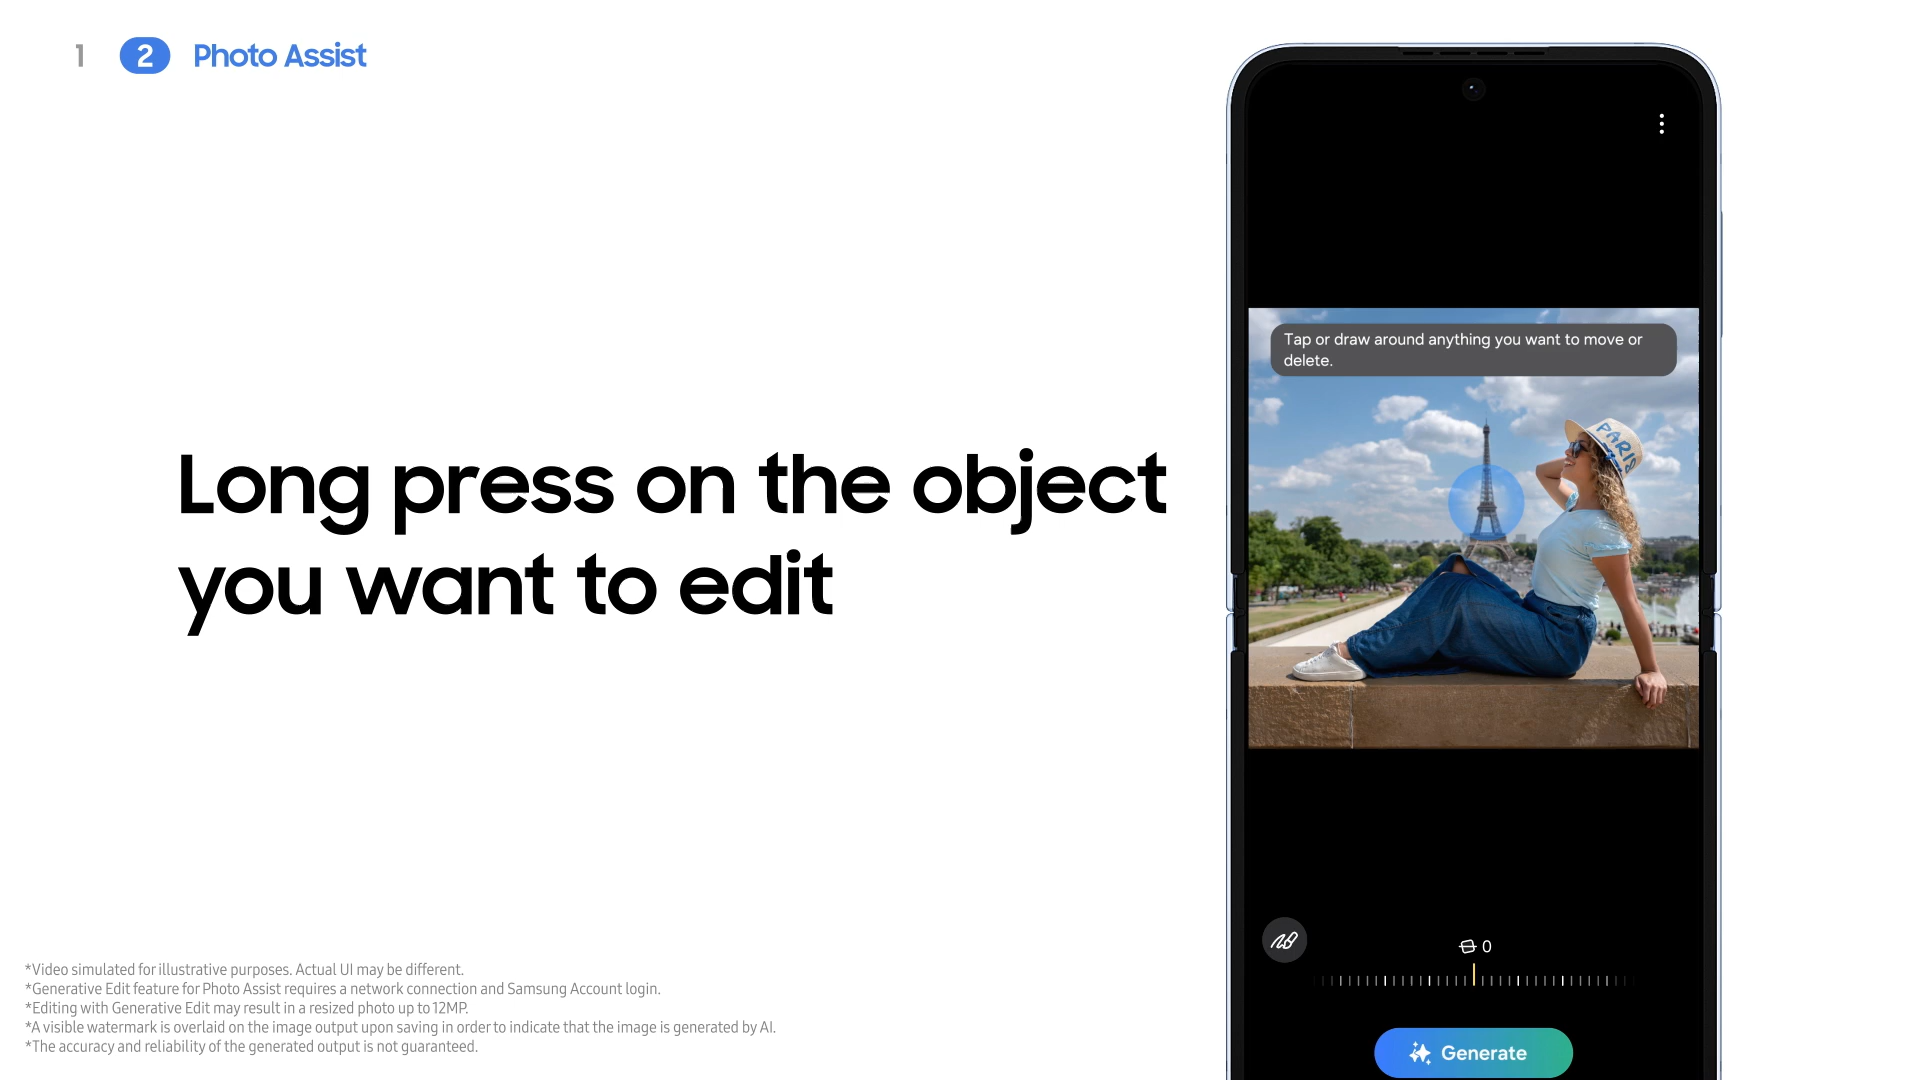 1 2 Photo Assist
Long press on the object
you want to edit
Tap or draw around anything you want to move or
delete.
PARIS
0
Generate
*Video simulated for illustrative purposes. Actual UI may be different.
*Generative Edit feature for Photo Assist requires a network connection and Samsung Account login.
*Editing with Generative Edit may result in a resized photo up to 12MP.
*A visible watermark is overlaid on the image output upon saving in order to indicate that the image is generated by AI.
*The accuracy and reliability of the generated output is not guaranteed.